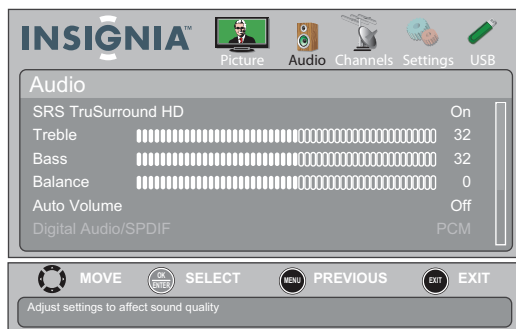 INSIGNIA™
Picture Audio Channels Settings USB
Audio
SRS TruSurround HD On
Treble 32
Bass 32
Balance 0
Auto Volume Off
Digital Audio/SPDIF PCM
MOVE OK ENTER SELECT MENU PREVIOUS EXIT EXIT
Adjust settings to affect sound quality